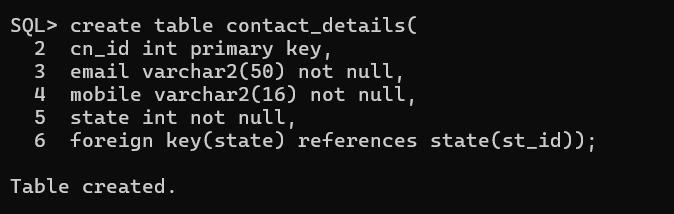 SQL> create table contact_details(
  2  cn_id int primary key,
  3  email varchar2(50) not null,
  4  mobile varchar2(16) not null,
  5  state int not null,
  6  foreign key(state) references state(st_id));

Table created.